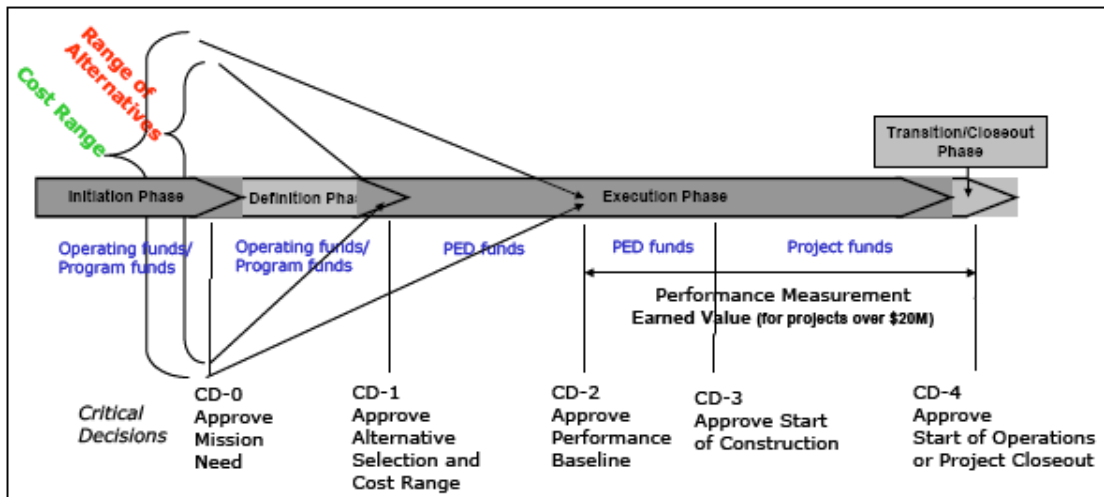 Range of
Alternatives
Cost Range
Transition/Closeout
Phase
Initiation Phase
Definition Pha
Execution Phase
Operating funds/
Program funds
Operating funds/
Program funds
PED funds
PED funds
Project funds
Performance Measurement
Earned Value (for projects over $20M)
Critical
Decisions
CD-0
Approve
Mission
Need
CD-1
Approve
Alternative
Selection and
Cost Range
CD-2
Approve
Performance
Baseline
CD-3
Approve Start
of Construction
CD-4
Approve
Start of Operations
or Project Closeout